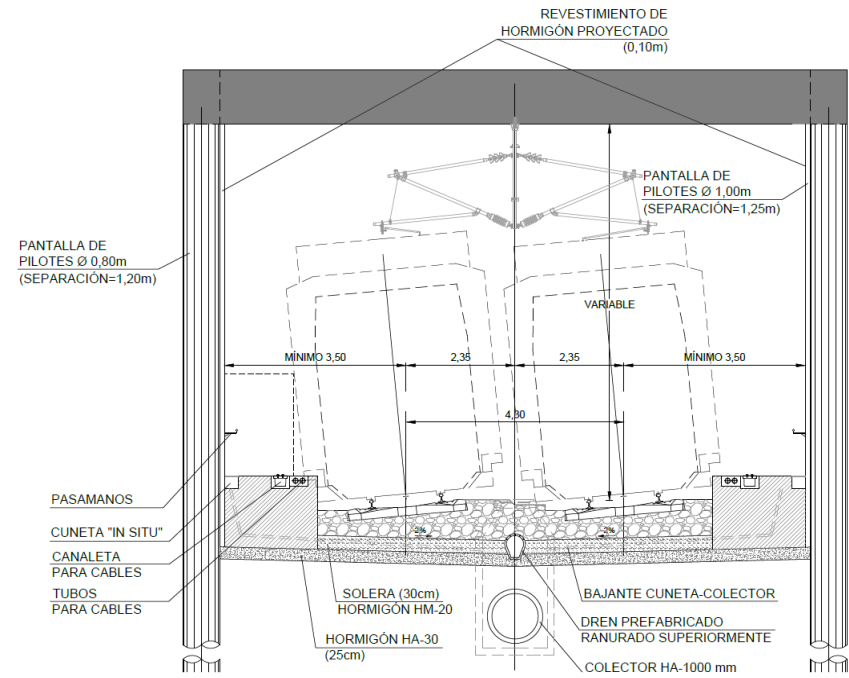 REVESTIMIENTO DE
HORMIGÓN PROYECTADO
(0,10m)
PANTALLA DE
PILOTES Ø 1,00m
(SEPARACIÓN=1,25m)
PANTALLA DE
PILOTES Ø 0,80m
(SEPARACIÓN=1,20m)
VARIABLE
MÍNIMO 3,50
2,35
2,35
MÍNIMO 3,50
4,30
PASAMANOS
CUNETA "IN SITU"
CANALETA
PARA CABLES
TUBOS
PARA CABLES
2%
2%
SOLERA (30cm)
HORMIGÓN HM-20
HORMIGÓN HA-30
(25cm)
BAJANTE CUNETA-COLECTOR
DREN PREFABRICADO
RANURADO SUPERIORMENTE
COLECTOR HA-1000 mm